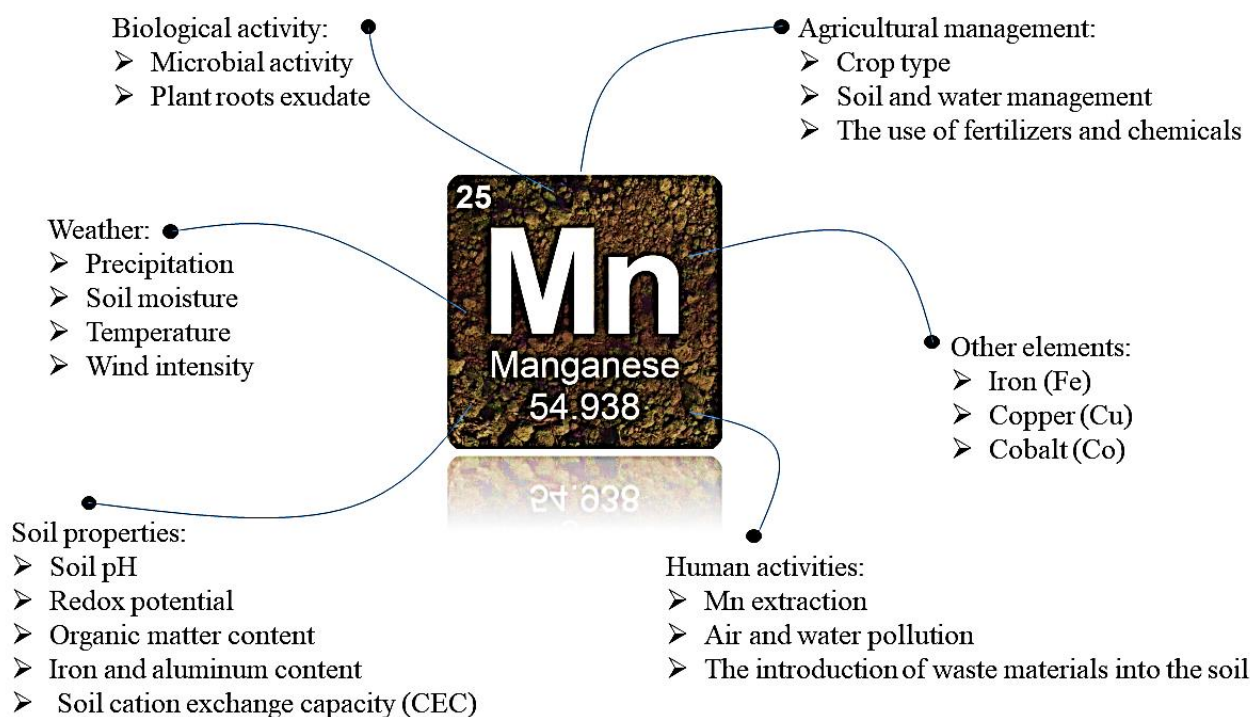 Biological activity:
➢ Microbial activity
➢ Plant roots exudate
Agricultural management:
➢ Crop type
➢ Soil and water management
➢ The use of fertilizers and chemicals
Weather:
➢ Precipitation
➢ Soil moisture
➢ Temperature
➢ Wind intensity
25
Mn
Manganese
54.938
54.938
Other elements:
➢ Iron (Fe)
➢ Copper (Cu)
➢ Cobalt (Co)
Soil properties:
➢ Soil pH
➢ Redox potential
➢ Organic matter content
➢ Iron and aluminum content
➢ Soil cation exchange capacity (CEC)
Human activities:
➢ Mn extraction
➢ Air and water pollution
➢ The introduction of waste materials into the soil